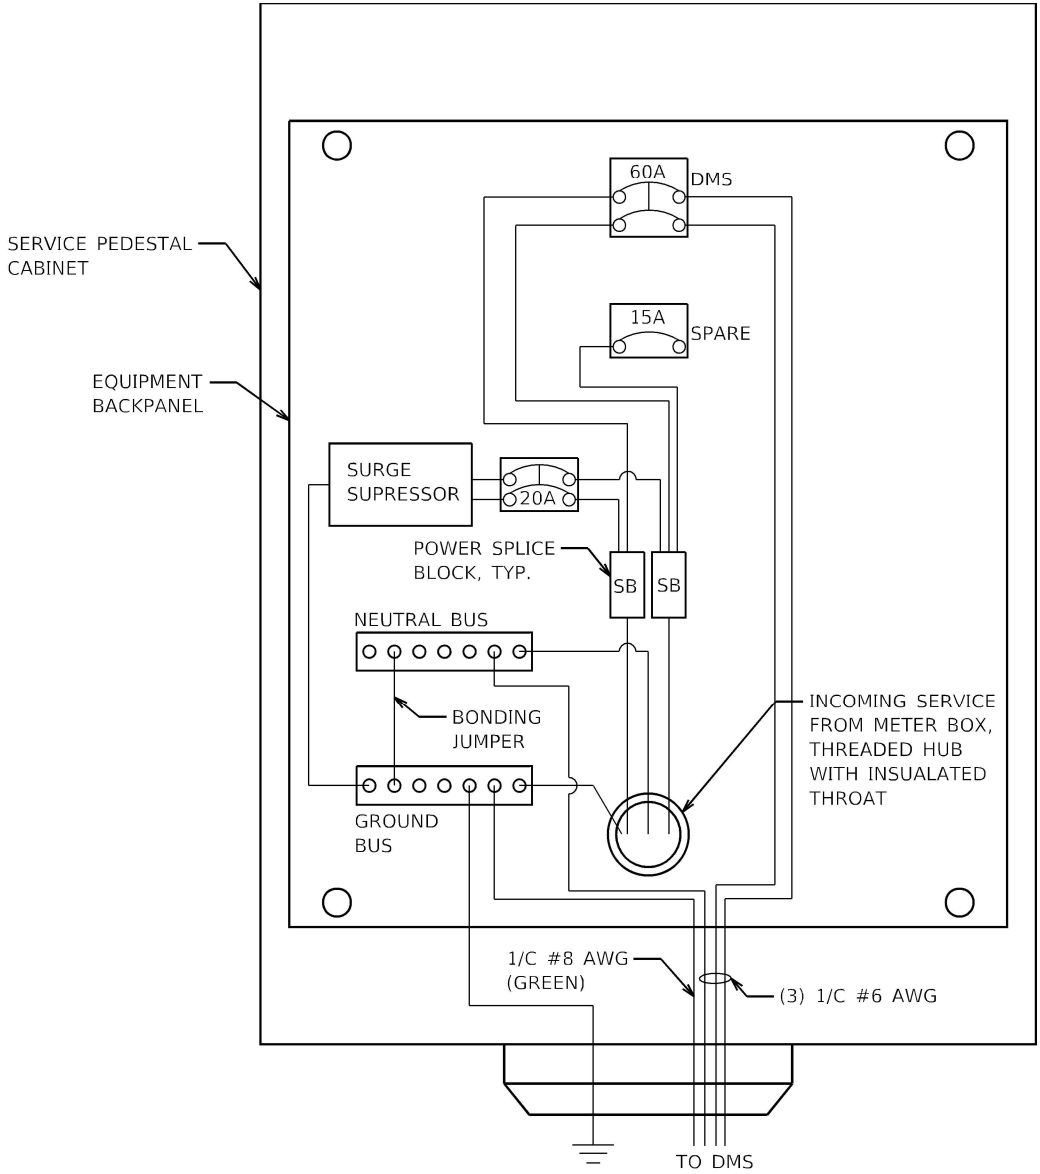 60A
DMS
SERVICE PEDESTAL
CABINET
15A
SPARE
EQUIPMENT
BACKPANEL
SURGE
SUPRESSOR
20A
POWER SPLICE
BLOCK, TYP.
SB
SB
NEUTRAL BUS
BONDING
JUMPER
INCOMING SERVICE
FROM METER BOX,
THREADED HUB
WITH INSUALATED
THROAT
GROUND
BUS
1/C #8 AWG
(GREEN)
(3) 1/C #6 AWG
TO DMS